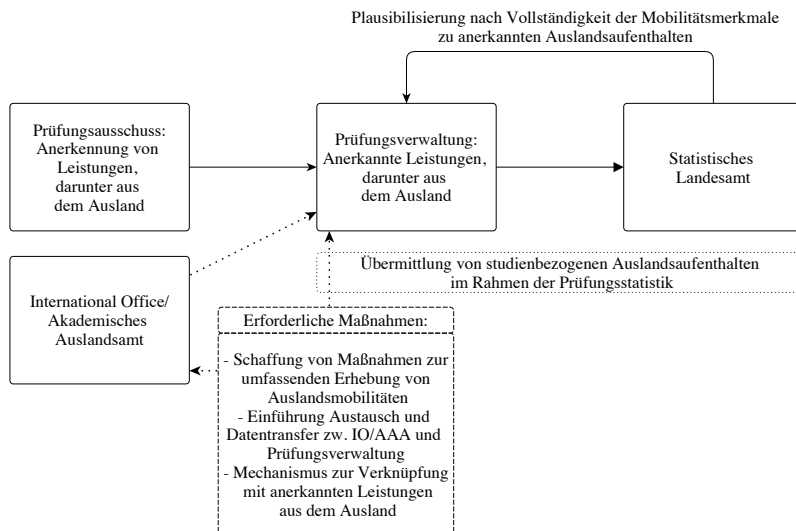 Plausibilisierung nach Vollständigkeit der Mobilitätsmerkmale
zu anerkannten Auslandsaufenthalten
Prüfungsausschuss:
Anerkennung von
Leistungen,
darunter aus
dem Ausland
Prüfungsverwaltung:
Anerkannte Leistungen,
darunter aus
dem Ausland
Statistisches
Landesamt
Übermittlung von studienbezogenen Auslandsaufenthalten
im Rahmen der Prüfungsstatistik
International Office/
Akademisches
Auslandsamt
Erforderliche Maßnahmen:
- Schaffung von Maßnahmen zur
umfassenden Erhebung von
Auslandsmobilitäten
- Einführung Austausch und
Datentransfer zw. IO/AAA und
Prüfungsverwaltung
- Mechanismus zur Verknüpfung
mit anerkannten Leistungen
aus dem Ausland